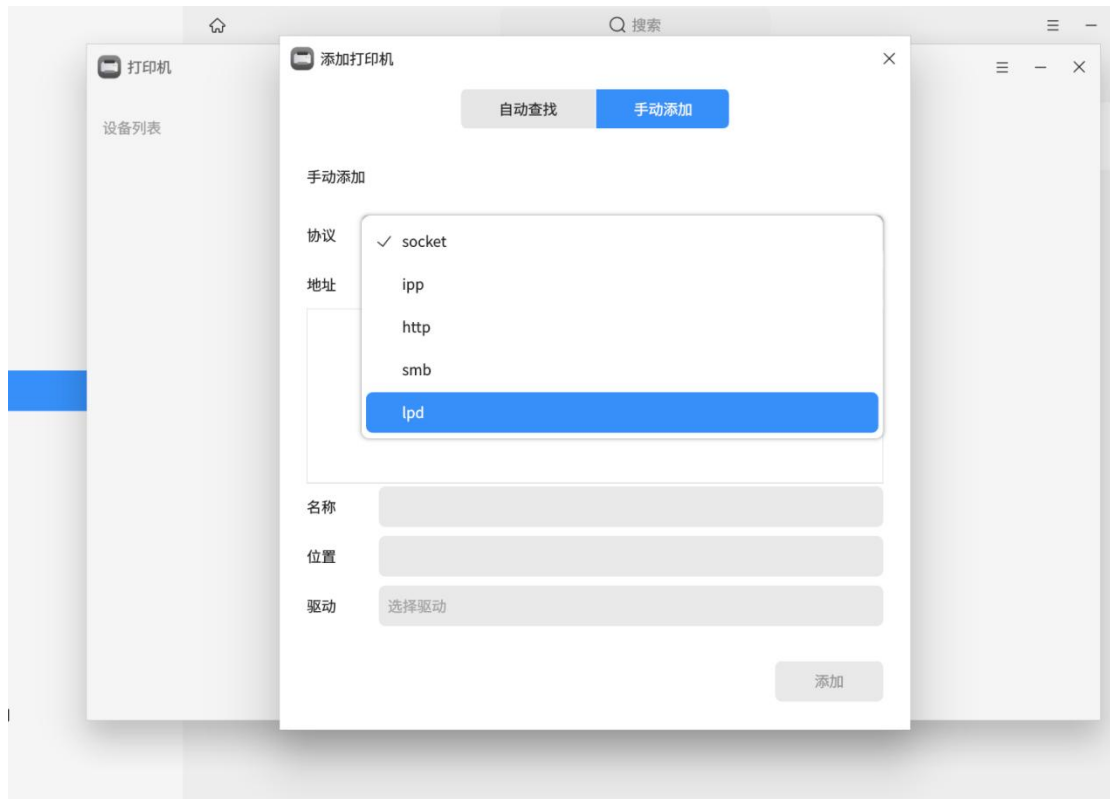 搜索
打印机
添加打印机
设备列表
自动查找
手动添加
手动添加
协议
socket
地址
ipp
http
smb
lpd
名称
位置
驱动
选择驱动
添加